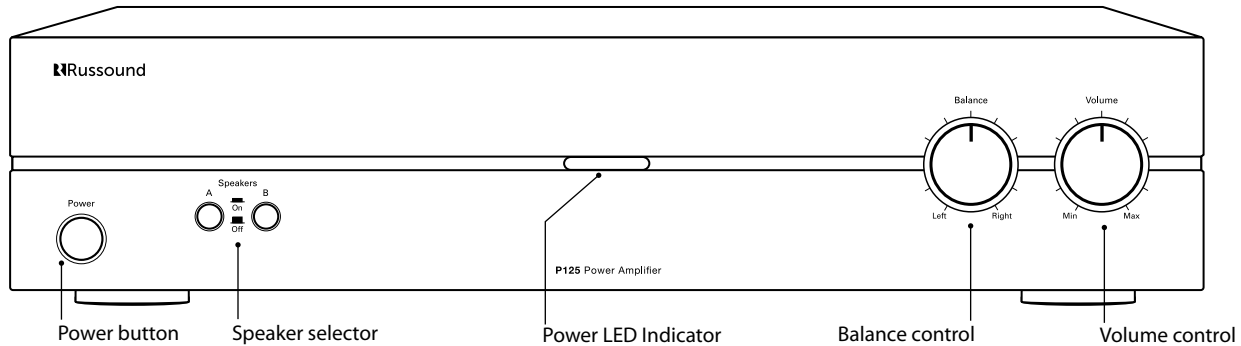 Russound
Balance
Volume
Speakers
A
B
On
Off
Power
Left
Right
Min
Max
P125 Power Amplifier
Power button
Speaker selector
Power LED Indicator
Balance control
Volume control